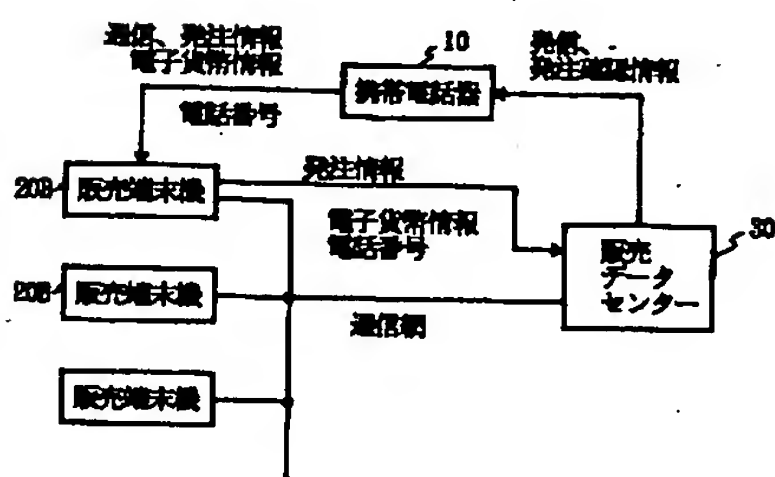 通信、発注情報
電子貨幣情報
10
発信、
発注確認情報
携帯電話器
電話番号
20B
販売端末機
発注情報
電子貨幣情報
電話番号
30
販売
データ
センター
20B
販売端末機
通信網
販売端末機